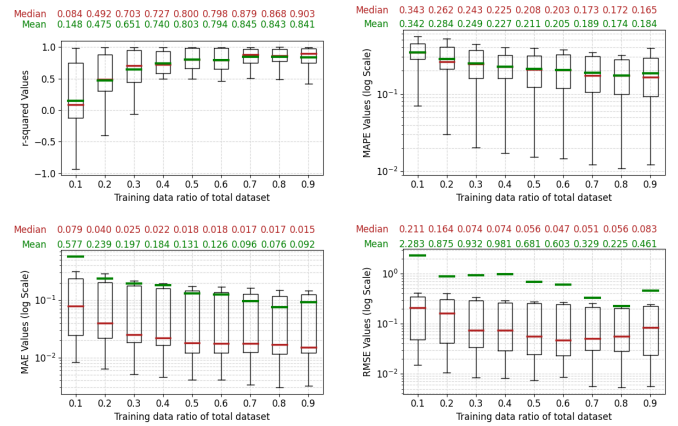 Median 0.084 0.492 0.703 0.727 0.800 0.798 0.879 0.868 0.903
Mean 0.148 0.475 0.651 0.740 0.803 0.794 0.845 0.843 0.841
r-squared Values
1.0
0.5
0.0
−0.5
−1.0
0.1 0.2 0.3 0.4 0.5 0.6 0.7 0.8 0.9
Training data ratio of total dataset
Median 0.343 0.262 0.243 0.225 0.208 0.203 0.173 0.172 0.165
Mean 0.342 0.284 0.249 0.227 0.211 0.205 0.189 0.174 0.184
MAPE Values (log Scale)
10⁻¹
10⁻²
0.1 0.2 0.3 0.4 0.5 0.6 0.7 0.8 0.9
Training data ratio of total dataset
Median 0.079 0.040 0.025 0.022 0.018 0.018 0.017 0.017 0.015
Mean 0.577 0.239 0.197 0.184 0.131 0.126 0.096 0.076 0.092
MAE Values (log Scale)
10⁻¹
10⁻²
0.1 0.2 0.3 0.4 0.5 0.6 0.7 0.8 0.9
Training data ratio of total dataset
Median 0.211 0.164 0.074 0.074 0.056 0.047 0.051 0.056 0.083
Mean 2.283 0.875 0.932 0.981 0.681 0.603 0.329 0.225 0.461
RMSE Values (log Scale)
10⁰
10⁻¹
10⁻²
0.1 0.2 0.3 0.4 0.5 0.6 0.7 0.8 0.9
Training data ratio of total dataset